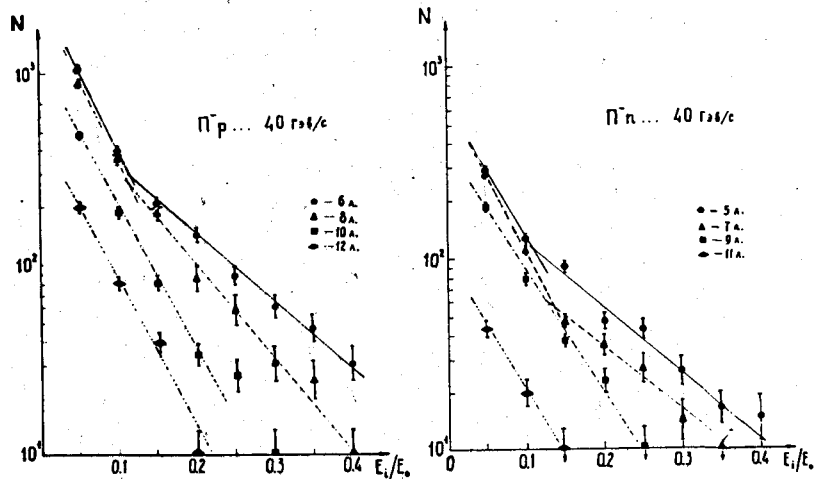 N
10³
10²
10¹
0.1
0.2
0.3
0.4
Eᵢ/E₀
π⁻p ... 40 гэв/с
- 6 л.
- 8 л.
- 10 л.
- 12 л.
N
10³
10²
10¹
0
0.1
0.2
0.3
0.4
Eᵢ/E₀
π⁻n ... 40 гэв/с
- 5 л.
- 7 л.
- 9 л.
- 11 л.